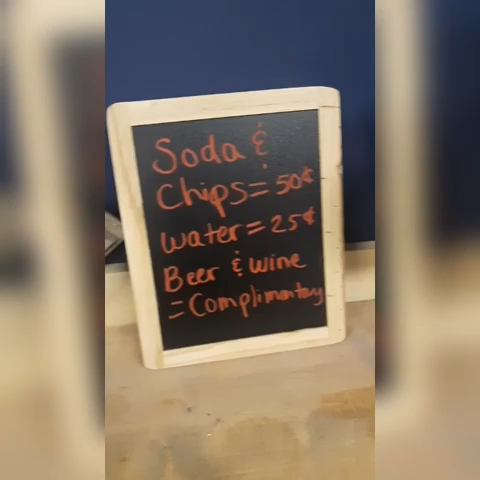 Soda &
Chips = 50¢
water = 25¢
Beer & wine
= Complimentary